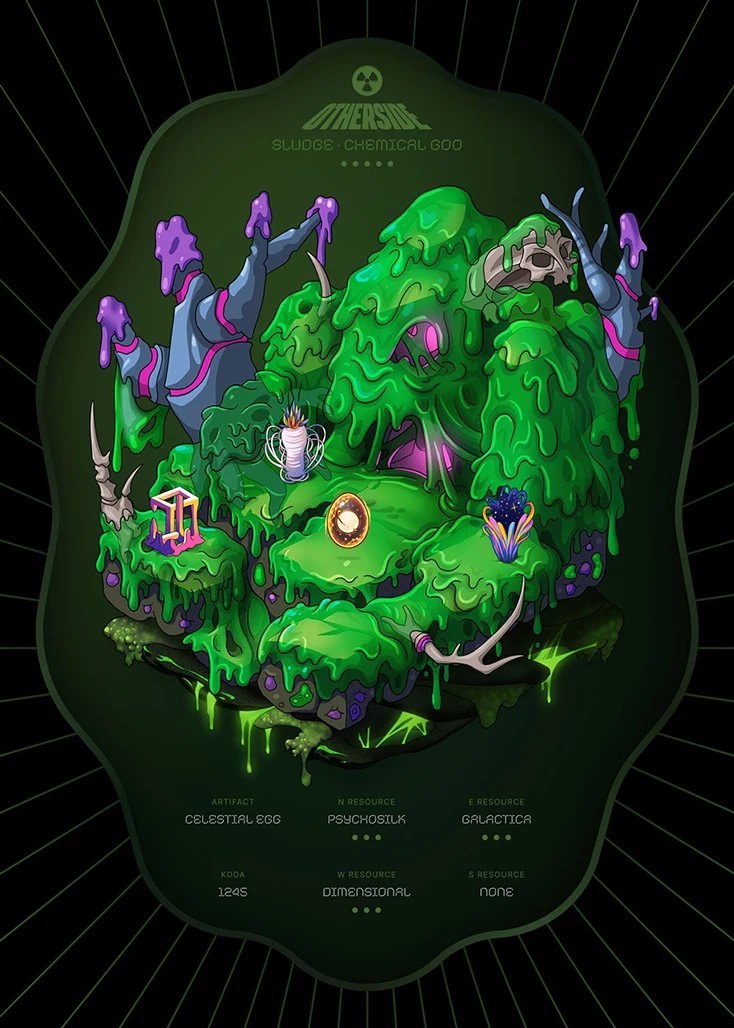 OTHERSIDE
SLUDGE · CHEMICAL GOO
ARTIFACT N RESOURCE E RESOURCE
CELESTIAL EGG PSYCHOSILK GALACTICA
KODA W RESOURCE S RESOURCE
1245 DIMENSIONAL NONE